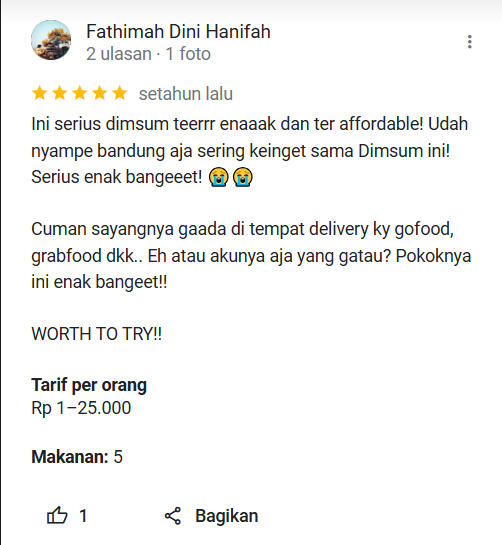 Fathimah Dini Hanifah
2 ulasan · 1 foto
setahun lalu
Ini serius dimsum teerrr enaaak dan ter affordable! Udah
nyampe bandung aja sering keinget sama Dimsum ini!
Serius enak bangeeet! 😭😭
Cuman sayangnya gaada di tempat delivery ky gofood,
grabfood dkk.. Eh atau akunya aja yang gatau? Pokoknya
ini enak bangeet!!
WORTH TO TRY!!
Tarif per orang
Rp 1–25.000
Makanan: 5
1
Bagikan